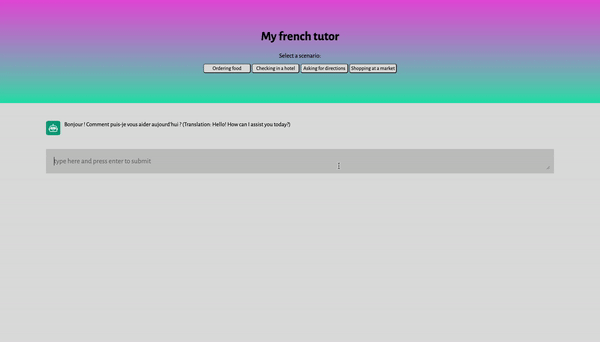 My french tutor
Select a scenario:
Ordering food Checking in a hotel Asking for directions Shopping at a market
Bonjour ! Comment puis-je vous aider aujourd'hui ? (Translation: Hello! How can I assist you today?)
Type here and press enter to submit